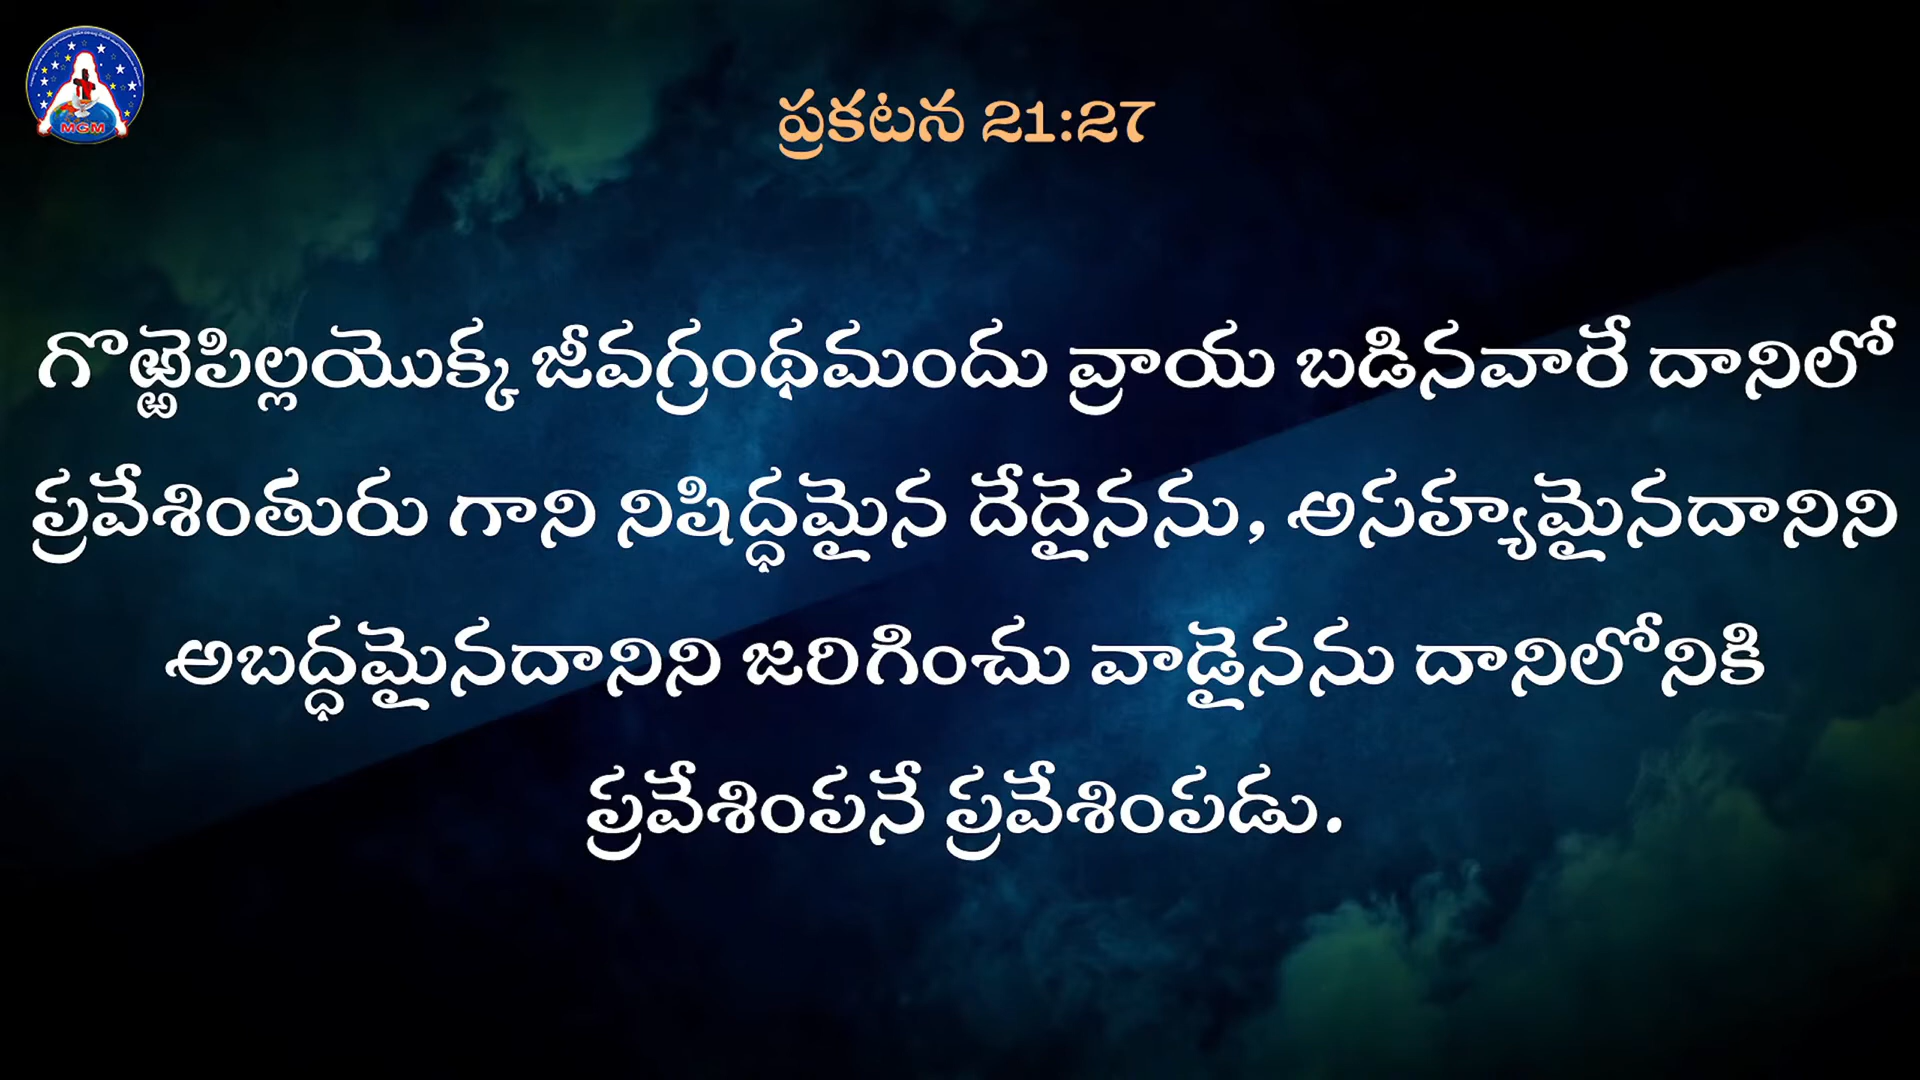 ప్రకటన 21:27
గొఱ్ఱెపిల్లయొక్క జీవగ్రంథమందు వ్రాయ బడినవారే దానిలో
ప్రవేశింతురు గాని నిషిద్ధమైన దేదైనను, అసహ్యమైనదానిని
అబద్ధమైనదానిని జరిగించు వాడైనను దానిలోనికి
ప్రవేశింపనే ప్రవేశింపడు.
MGM